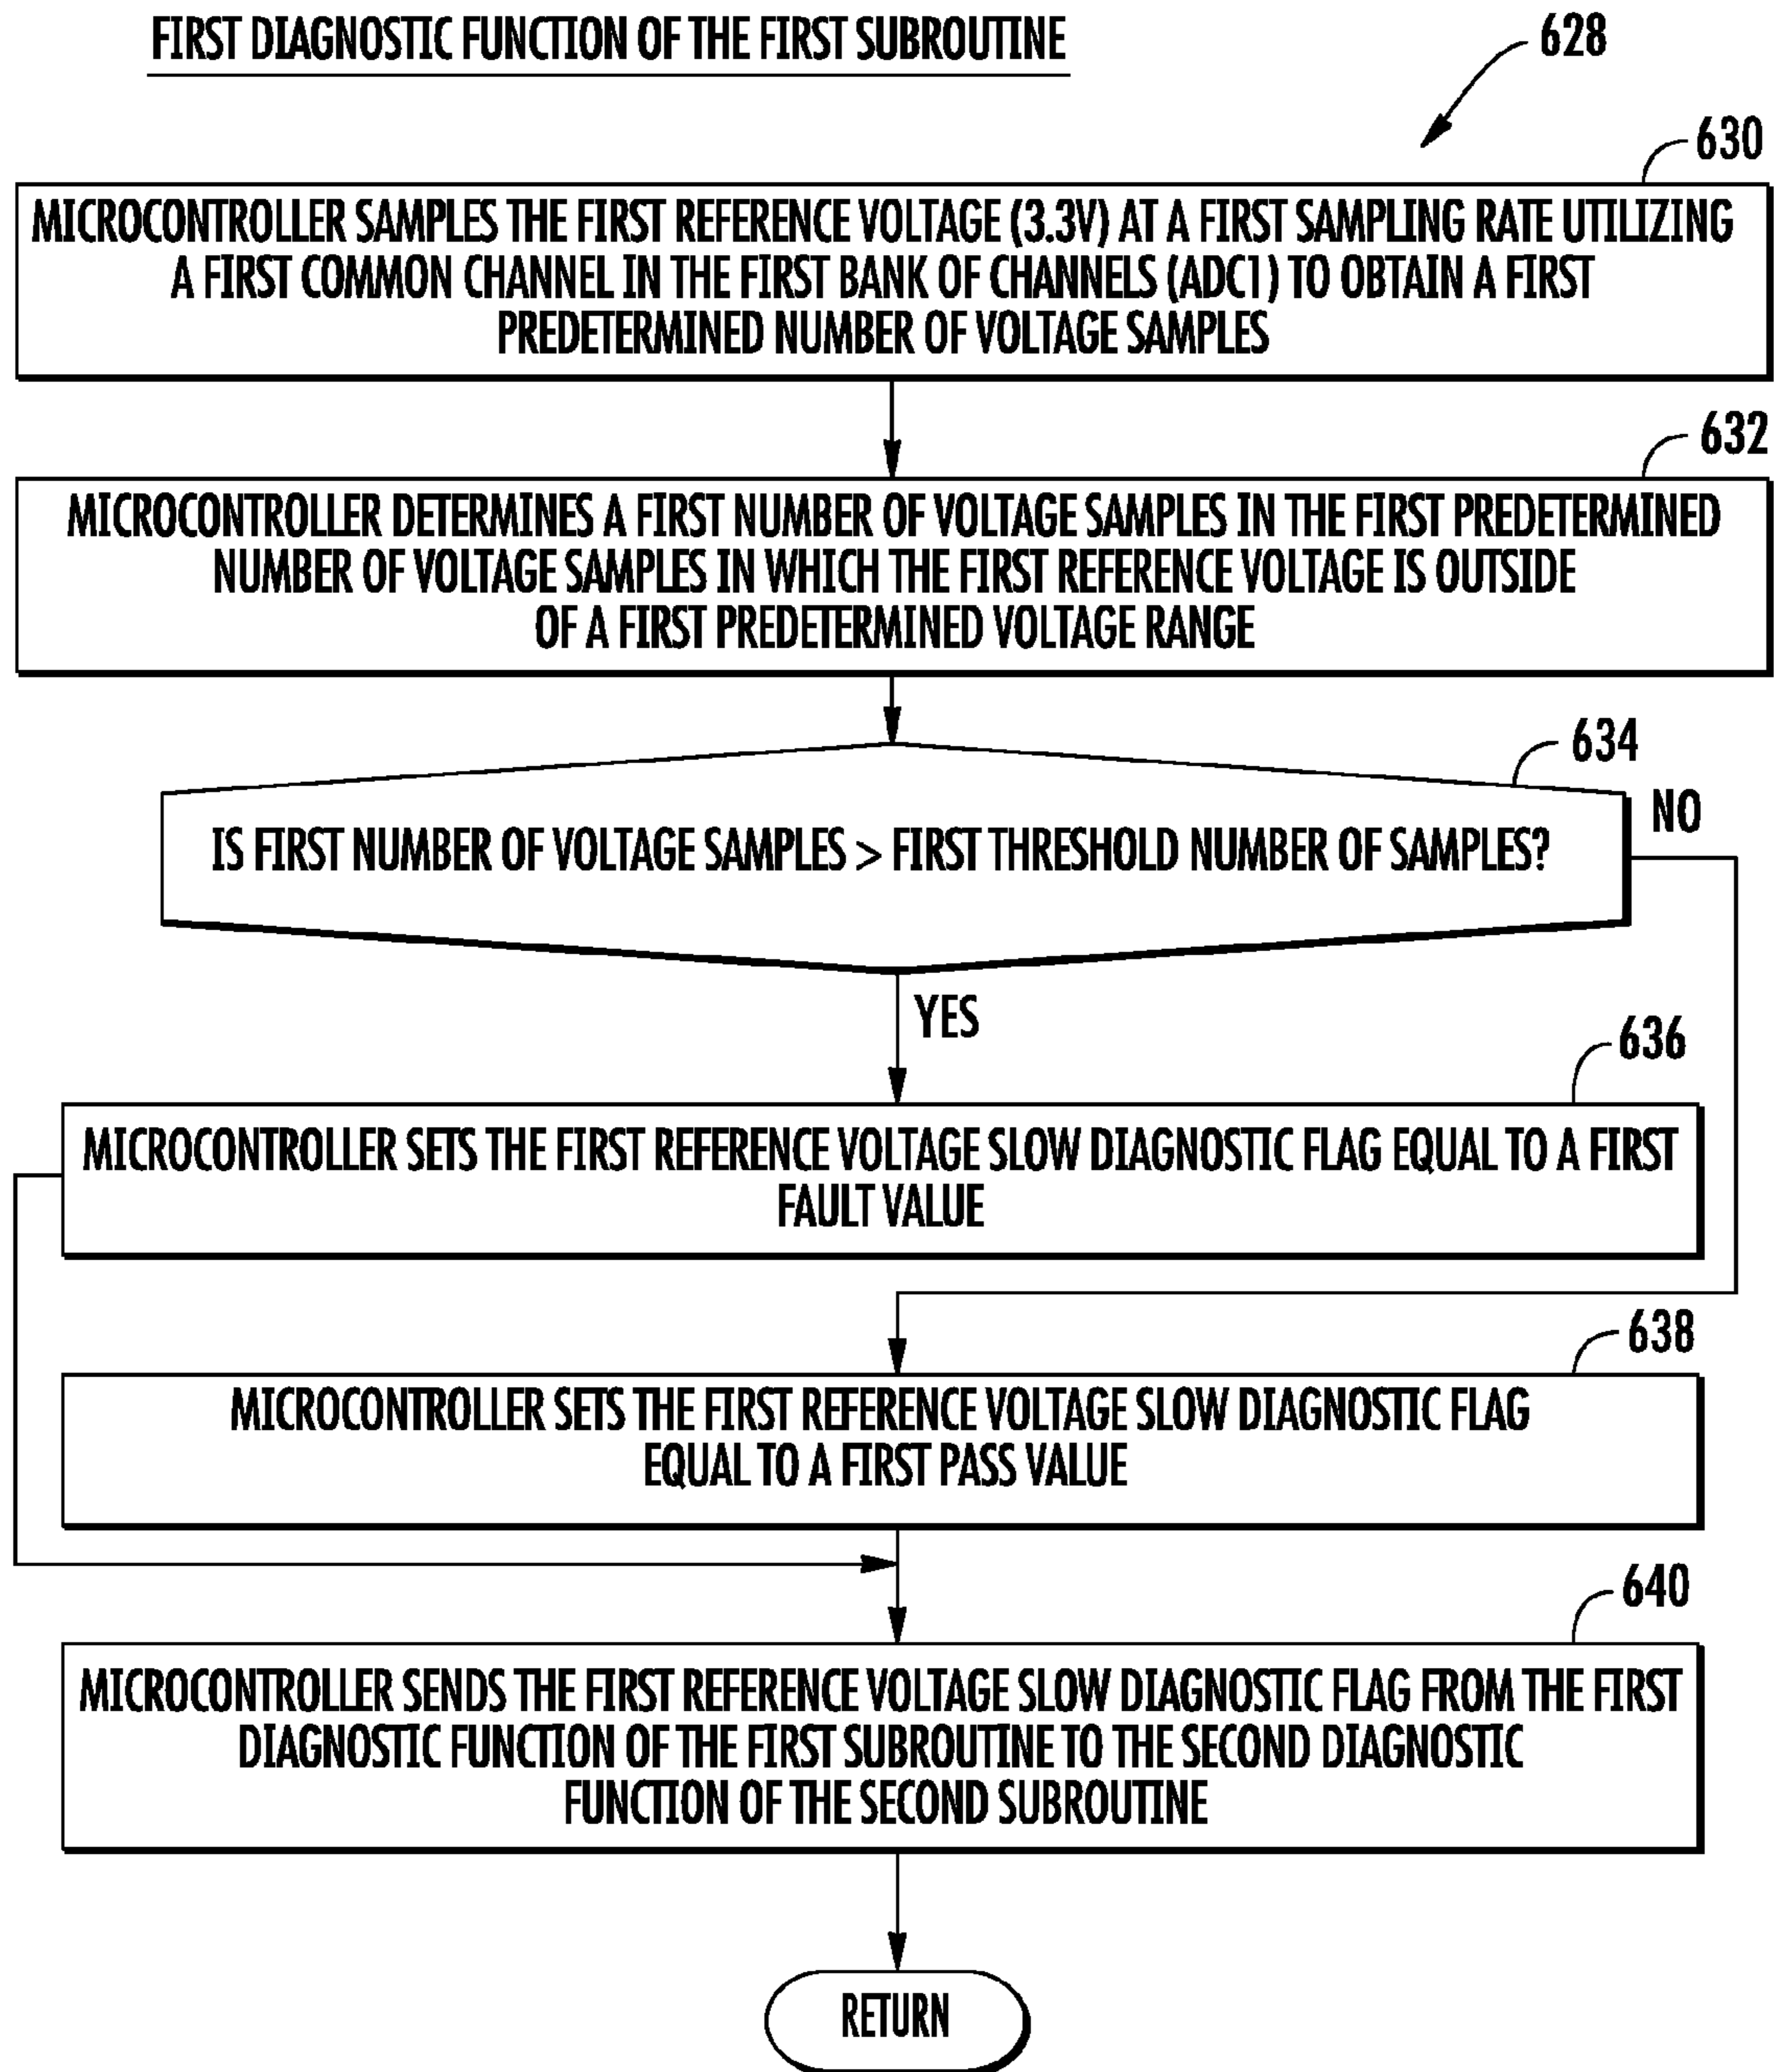 FIRST DIAGNOSTIC FUNCTION OF THE FIRST SUBROUTINE
628
630
MICROCONTROLLER SAMPLES THE FIRST REFERENCE VOLTAGE (3.3V) AT A FIRST SAMPLING RATE UTILIZING
A FIRST COMMON CHANNEL IN THE FIRST BANK OF CHANNELS (ADC1) TO OBTAIN A FIRST
PREDETERMINED NUMBER OF VOLTAGE SAMPLES
632
MICROCONTROLLER DETERMINES A FIRST NUMBER OF VOLTAGE SAMPLES IN THE FIRST PREDETERMINED
NUMBER OF VOLTAGE SAMPLES IN WHICH THE FIRST REFERENCE VOLTAGE IS OUTSIDE
OF A FIRST PREDETERMINED VOLTAGE RANGE
634
NO
IS FIRST NUMBER OF VOLTAGE SAMPLES > FIRST THRESHOLD NUMBER OF SAMPLES?
YES
636
MICROCONTROLLER SETS THE FIRST REFERENCE VOLTAGE SLOW DIAGNOSTIC FLAG EQUAL TO A FIRST
FAULT VALUE
638
MICROCONTROLLER SETS THE FIRST REFERENCE VOLTAGE SLOW DIAGNOSTIC FLAG
EQUAL TO A FIRST PASS VALUE
640
MICROCONTROLLER SENDS THE FIRST REFERENCE VOLTAGE SLOW DIAGNOSTIC FLAG FROM THE FIRST
DIAGNOSTIC FUNCTION OF THE FIRST SUBROUTINE TO THE SECOND DIAGNOSTIC
FUNCTION OF THE SECOND SUBROUTINE
RETURN